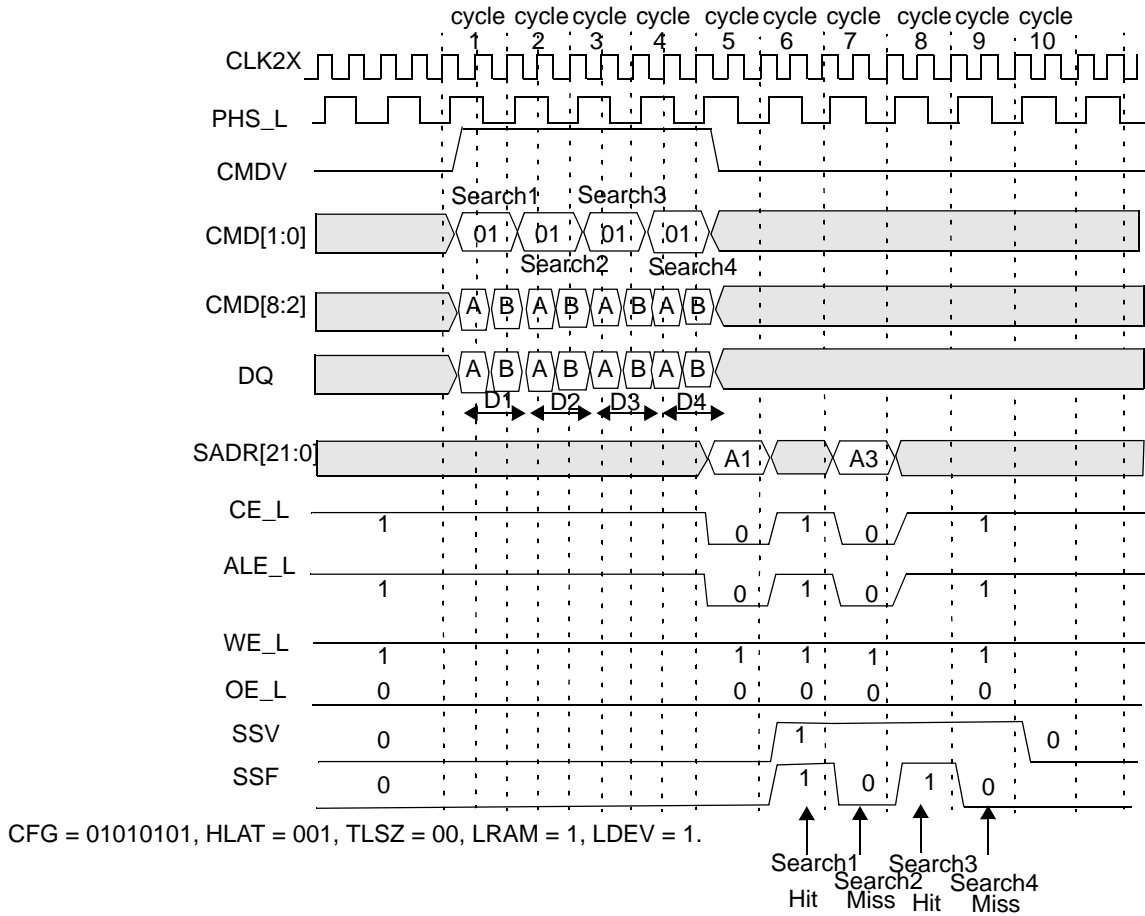 cycle cycle cycle cycle cycle cycle cycle cycle cycle cycle
1 2 3 4 5 6 7 8 9 10
CLK2X
PHS_L
CMDV
Search1 Search3
CMD[1:0] 01 01 01 01
Search2 Search4
CMD[8:2] A B A B A B A B
DQ A B A B A B A B
D1 D2 D3 D4
SADR[21:0] A1 A3
CE_L 1 0 1 0 1
ALE_L 1 0 1 0 1
WE_L 1 1 1 1 1
OE_L 0 0 0 0 0
SSV 0 1 0
SSF 0 1 0 1 0
CFG = 01010101, HLAT = 001, TLSZ = 00, LRAM = 1, LDEV = 1.
Search1 Search3
Search2 Search4
Hit Miss Hit Miss